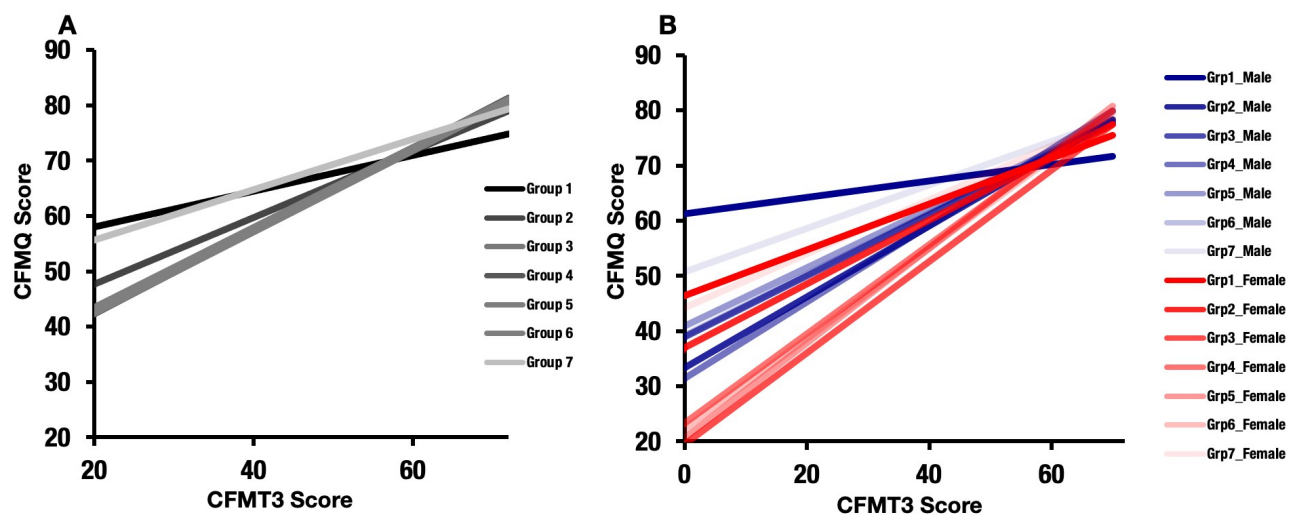 A
90
80
70
60
50
40
30
20
20
40
60
CFMQ Score
CFMT3 Score
Group 1
Group 2
Group 3
Group 4
Group 5
Group 6
Group 7
B
90
80
70
60
50
40
30
20
0
20
40
60
CFMQ Score
CFMT3 Score
Grp1_Male
Grp2_Male
Grp3_Male
Grp4_Male
Grp5_Male
Grp6_Male
Grp7_Male
Grp1_Female
Grp2_Female
Grp3_Female
Grp4_Female
Grp5_Female
Grp6_Female
Grp7_Female